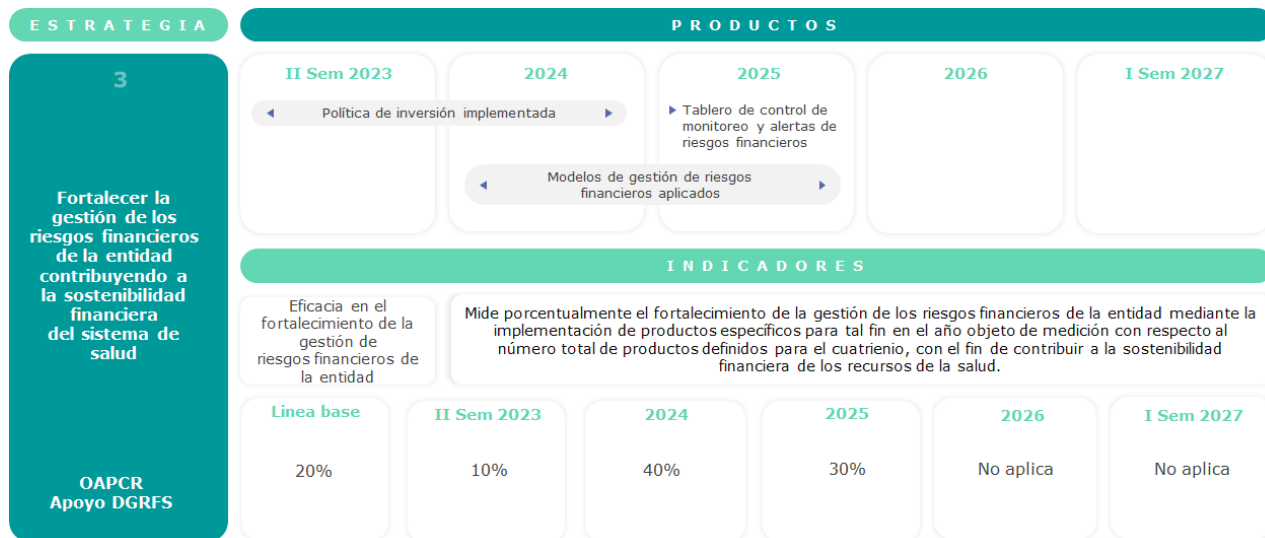 ESTRATEGIA
3
Fortalecer la
gestión de los
riesgos financieros
de la entidad
contribuyendo a
la sostenibilidad
financiera
del sistema de
salud
OAPCR
Apoyo DGRFS
PRODUCTOS
II Sem 2023
2024
2025
2026
I Sem 2027
Política de inversión implementada
Tablero de control de
monitoreo y alertas de
riesgos financieros
Modelos de gestión de riesgos
financieros aplicados
INDICADORES
Eficacia en el
fortalecimiento de la
gestión de
riesgos financieros de
la entidad
Mide porcentualmente el fortalecimiento de la gestión de los riesgos financieros de la entidad mediante la
implementación de productos específicos para tal fin en el año objeto de medición con respecto al
número total de productos definidos para el cuatrienio, con el fin de contribuir a la sostenibilidad
financiera de los recursos de la salud.
Linea base
II Sem 2023
2024
2025
2026
I Sem 2027
20%
10%
40%
30%
No aplica
No aplica